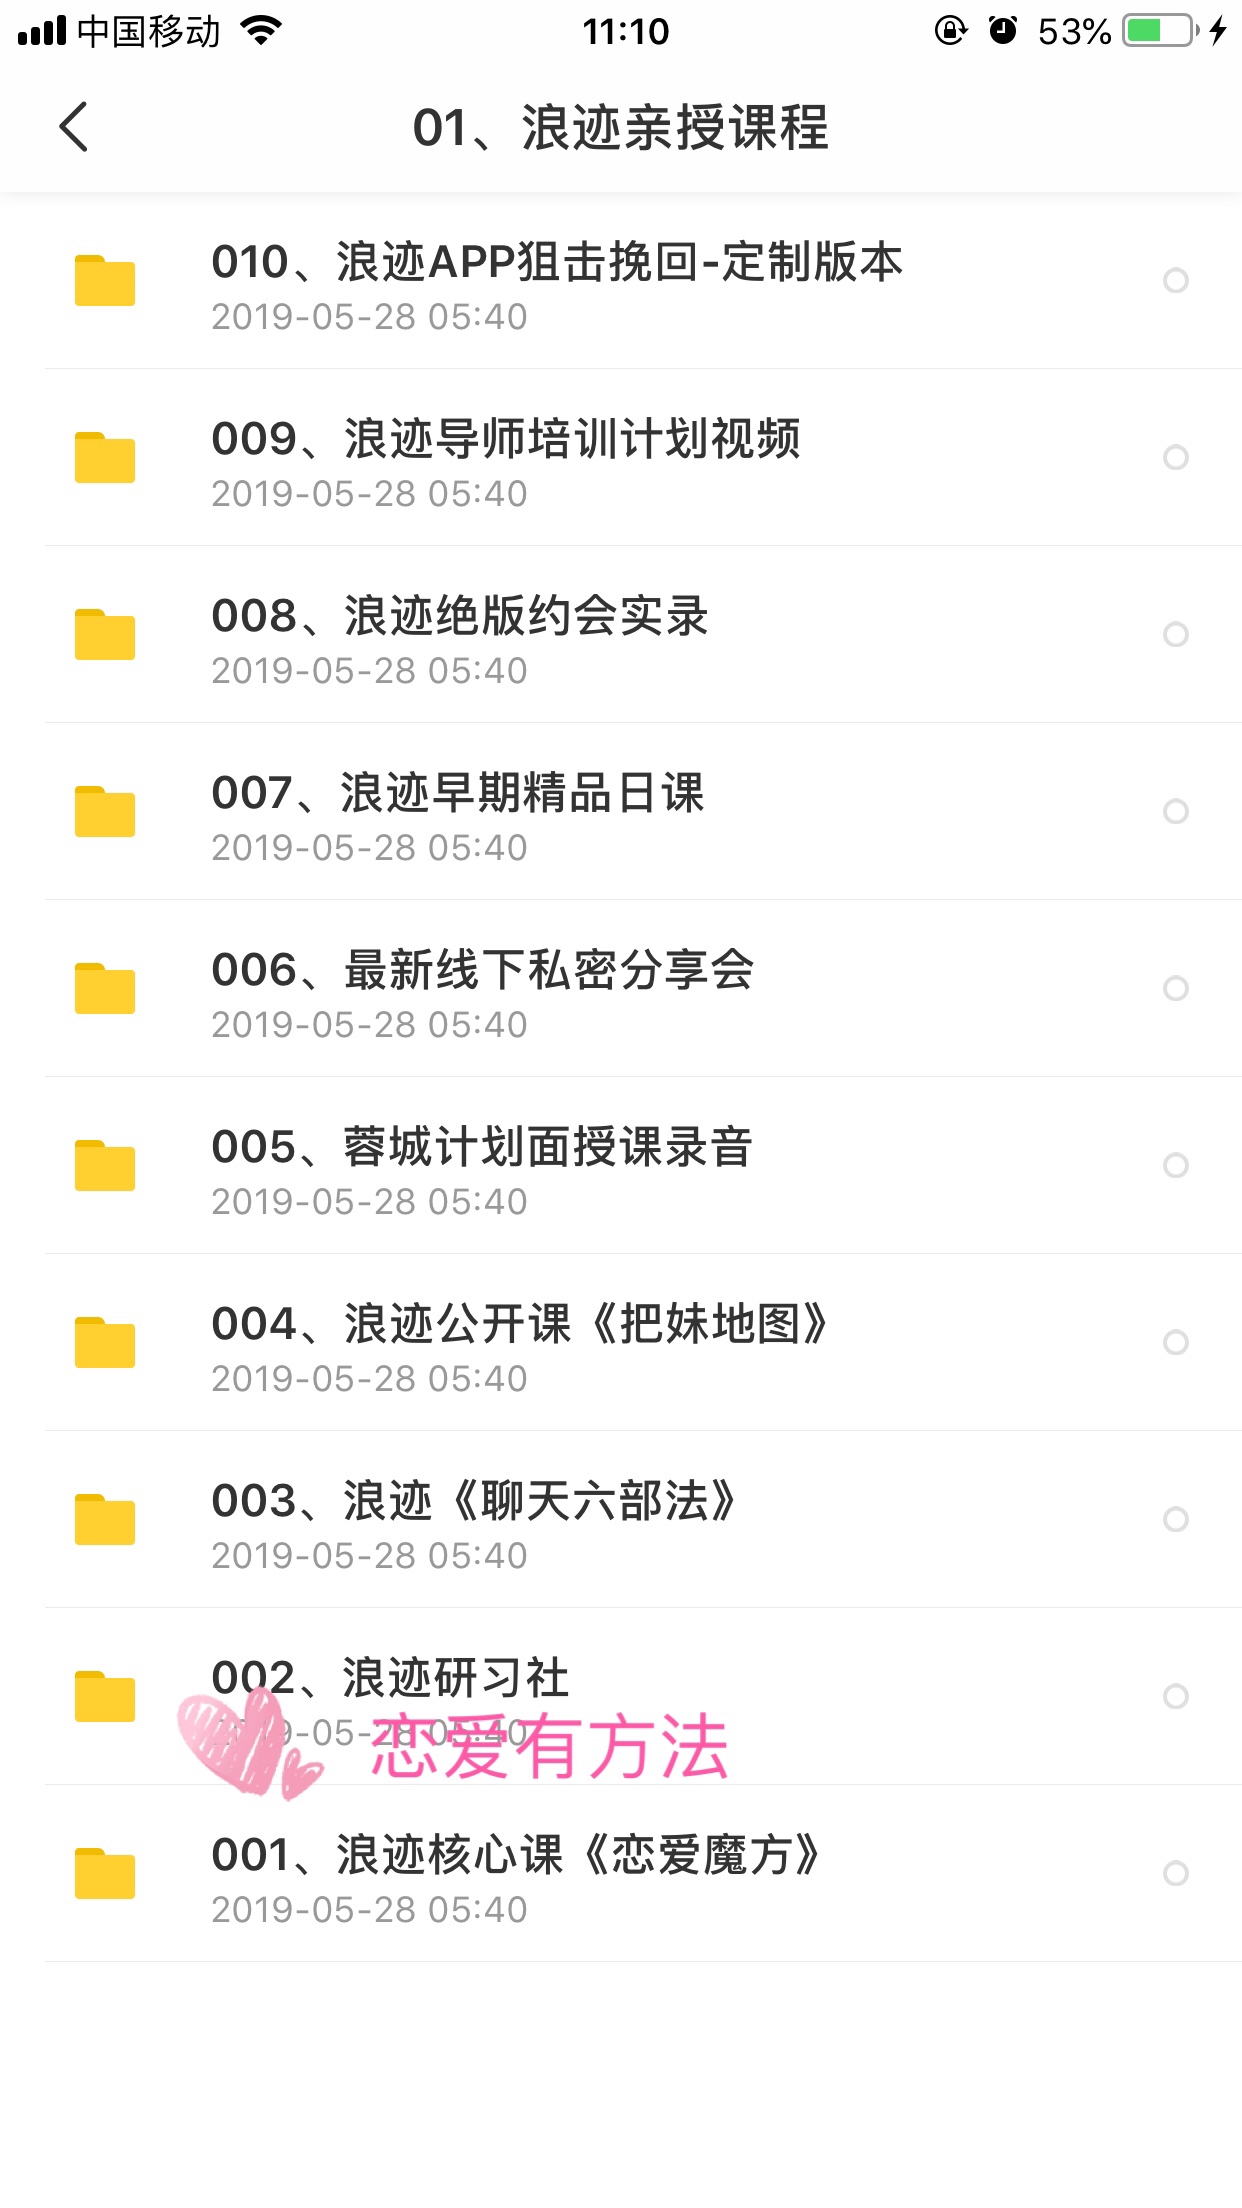 中国移动 11:10 53%
01、浪迹亲授课程
010、浪迹APP狙击挽回-定制版本
2019-05-28 05:40
009、浪迹导师培训计划视频
2019-05-28 05:40
008、浪迹绝版约会实录
2019-05-28 05:40
007、浪迹早期精品日课
2019-05-28 05:40
006、最新线下私密分享会
2019-05-28 05:40
005、蓉城计划面授课录音
2019-05-28 05:40
004、浪迹公开课《把妹地图》
2019-05-28 05:40
003、浪迹《聊天六部法》
2019-05-28 05:40
002、浪迹研习社
2019-05-28 05:40
恋爱有方法
001、浪迹核心课《恋爱魔方》
2019-05-28 05:40